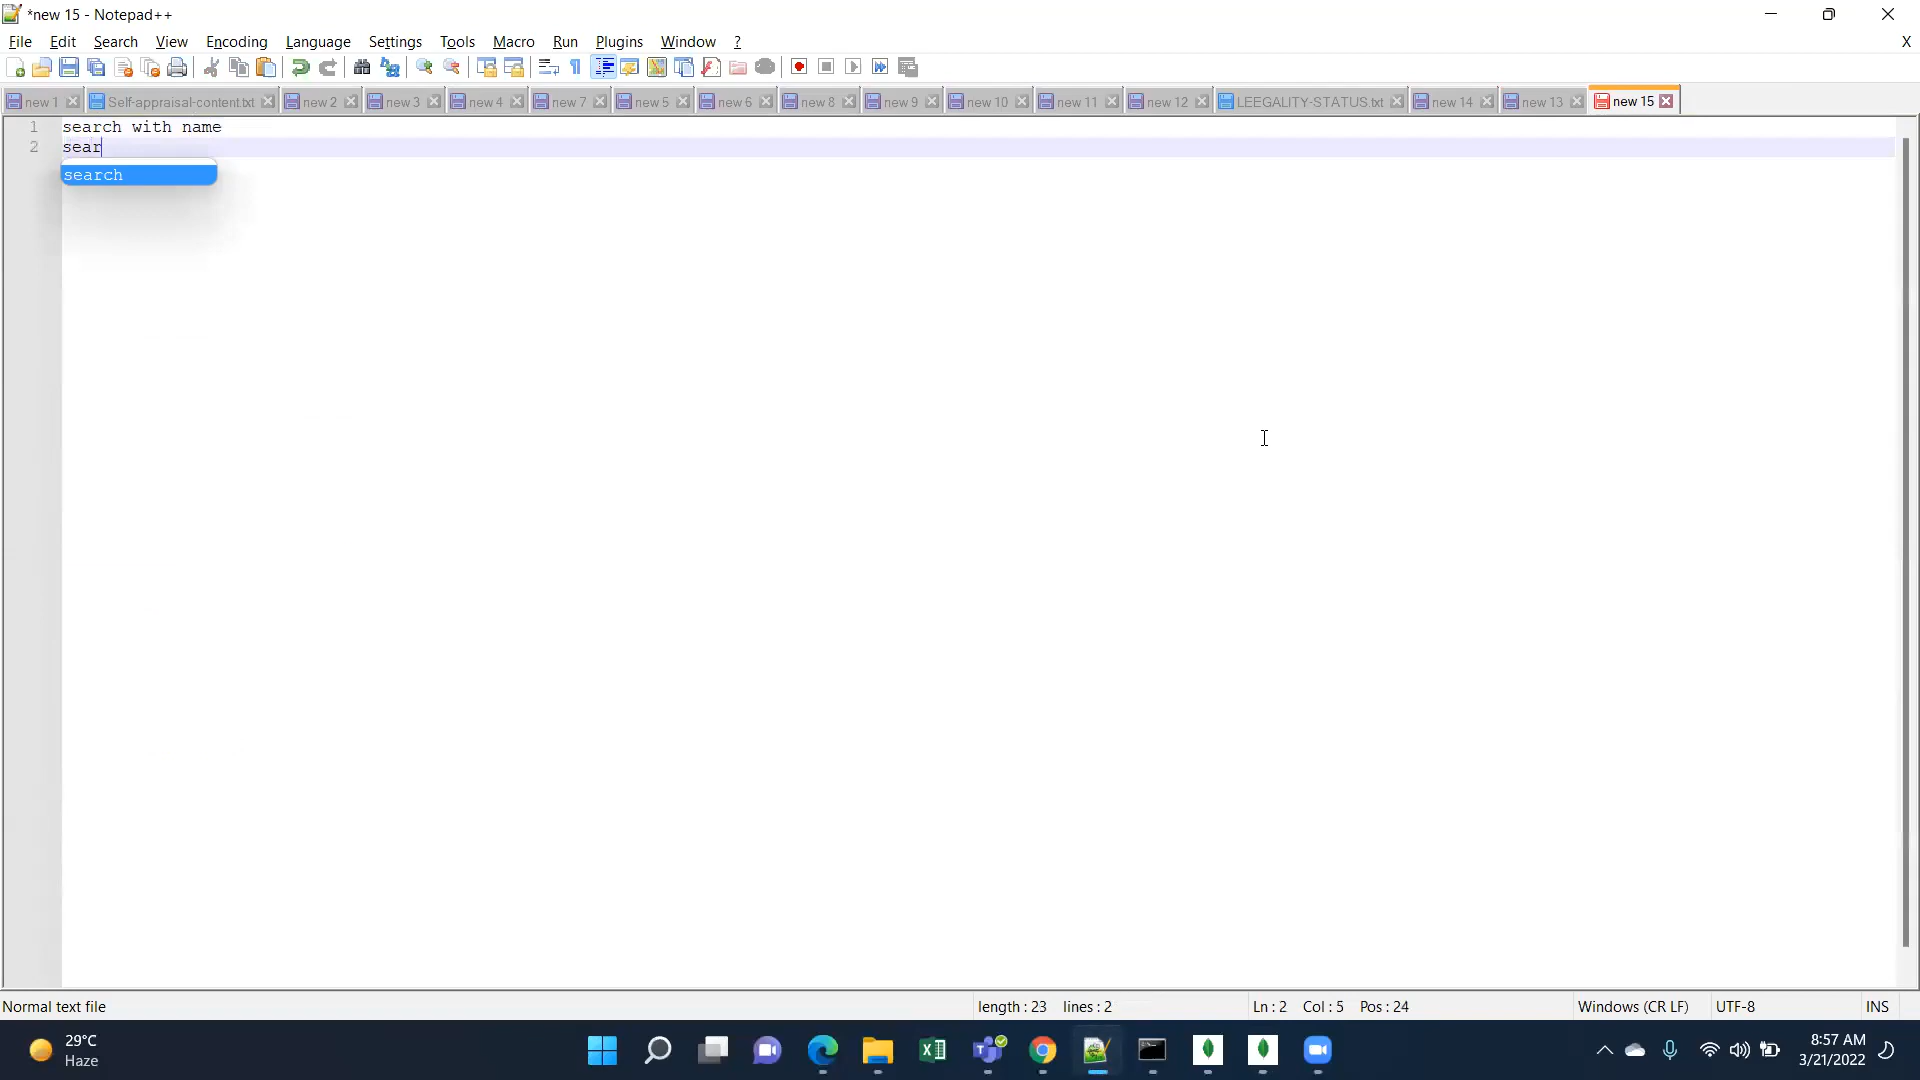 *new 15 - Notepad++
File Edit Search View Encoding Language Settings Tools Macro Run Plugins Window ? X
new 1 Self-appraisal-content.txt new 2 new 3 new 4 new 7 new 5 new 6 new 8 new 9 new 10 new 11 new 12 LEEGALITY-STATUS.txt new 14 new 13 new 15
1 search with name
2 sear
search
Normal text file length : 23 lines : 2 Ln : 2 Col : 5 Pos : 24 Windows (CR LF) UTF-8 INS
29°C
Haze
8:57 AM
3/21/2022